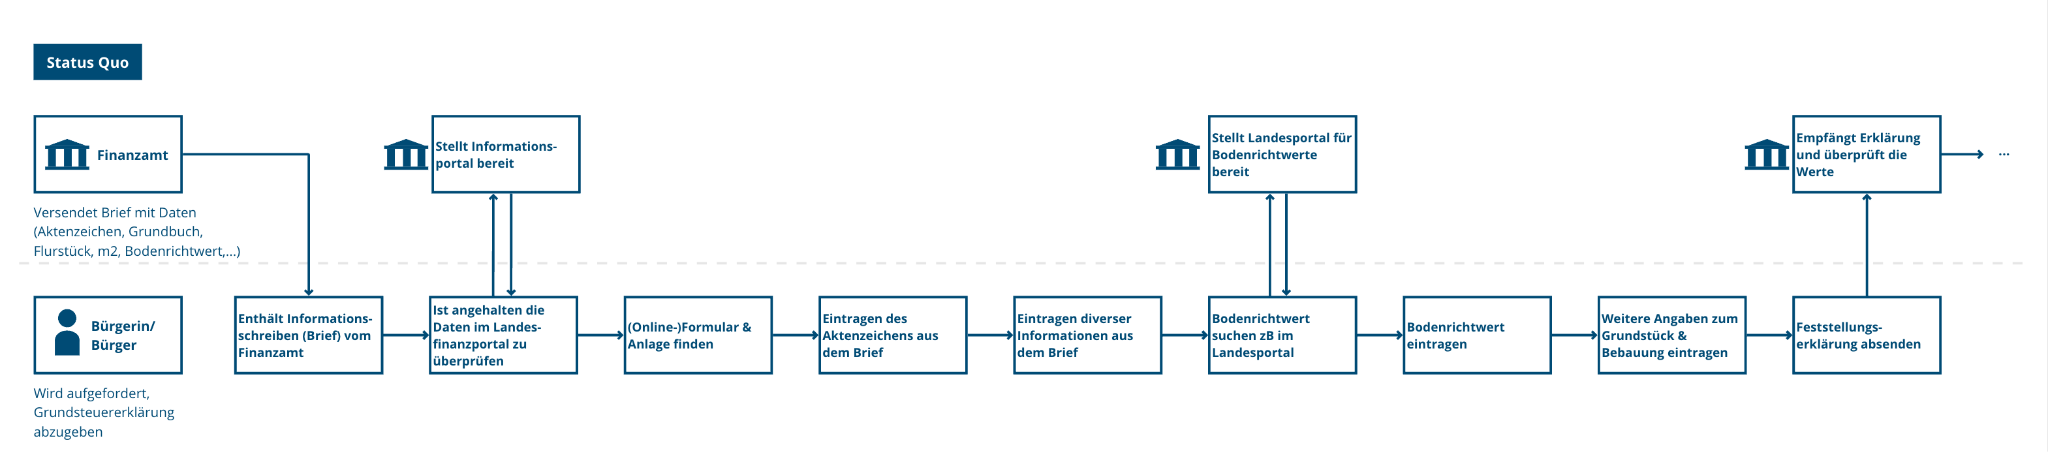 Status Quo
Finanzamt
Versendet Brief mit Daten
(Aktenzeichen, Grundbuch,
Flurstück, m2, Bodenrichtwert,...)
Stellt Informations-
portal bereit
Stellt Landesportal für
Bodenrichtwerte
bereit
Empfängt Erklärung
und überprüft die
Werte
...
Bürgerin/
Bürger
Wird aufgefordert,
Grundsteuererklärung
abzugeben
Enthält Informations-
schreiben (Brief) vom
Finanzamt
Ist angehalten die
Daten im Landes-
finanzportal zu
überprüfen
(Online-)Formular &
Anlage finden
Eintragen des
Aktenzeichens aus
dem Brief
Eintragen diverser
Informationen aus
dem Brief
Bodenrichtwert
suchen zB im
Landesportal
Bodenrichtwert
eintragen
Weitere Angaben zum
Grundstück &
Bebauung eintragen
Feststellungs-
erklärung absenden